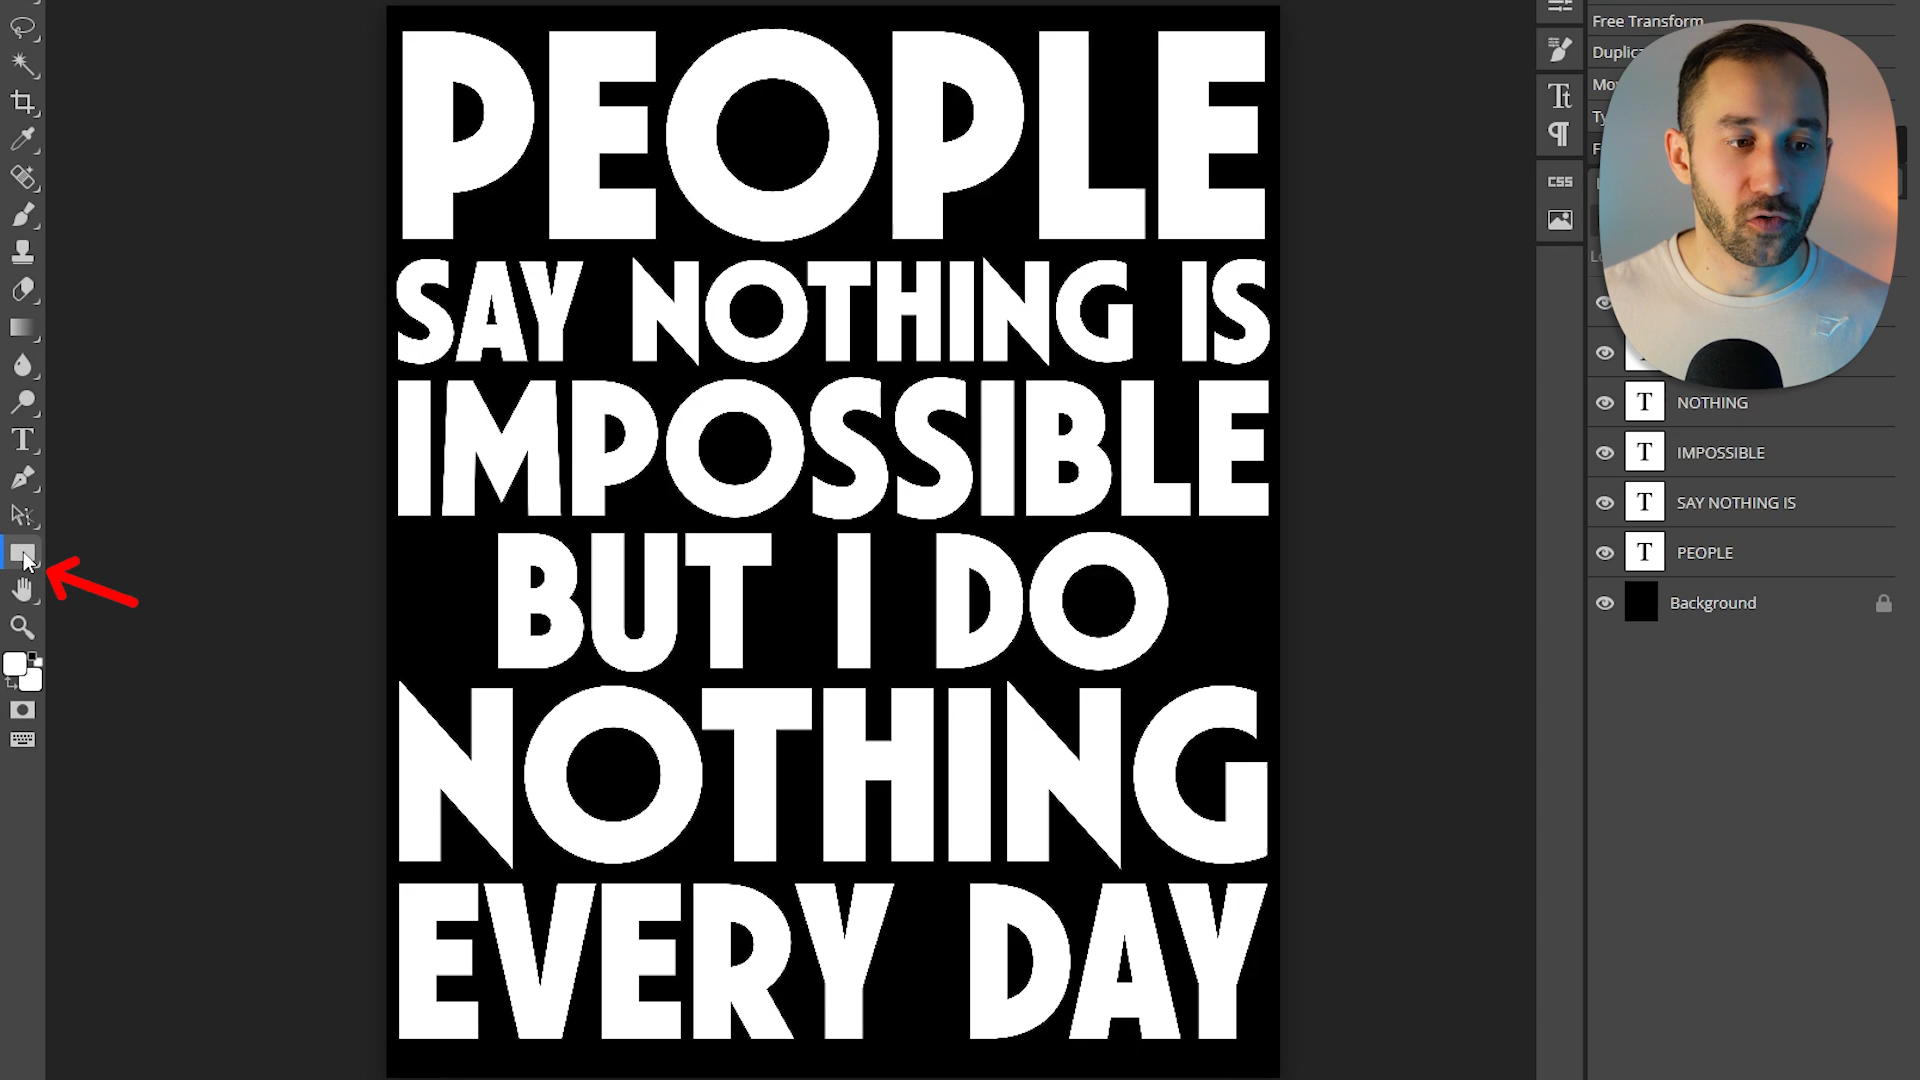 PEOPLE
SAY NOTHING IS
IMPOSSIBLE
BUT I DO
NOTHING
EVERY DAY
Free Transform
CSS
NOTHING
IMPOSSIBLE
SAY NOTHING IS
PEOPLE
Background